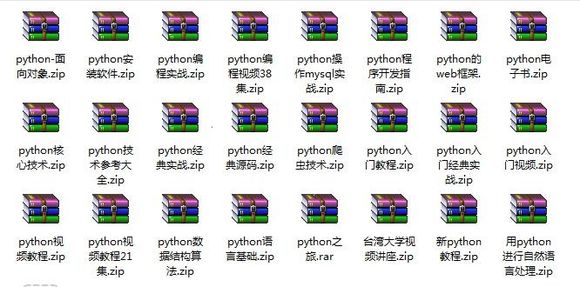 python-面向对象.zip
python安装软件.zip
python编程实战.zip
python编程视频38集.zip
python操作mysql实战.zip
python程序开发指南.zip
python的web框架.zip
python电子书.zip
python核心技术.zip
python技术参考大全.zip
python经典实战.zip
python经典源码.zip
python爬虫技术.zip
python入门教程.zip
python入门经典实战.zip
python入门视频.zip
python视频教程.zip
python视频教程21集.zip
python数据结构算法.zip
python语言基础.zip
python之旅.rar
台湾大学视频讲座.zip
新python教程.zip
用python进行自然语言处理.zip